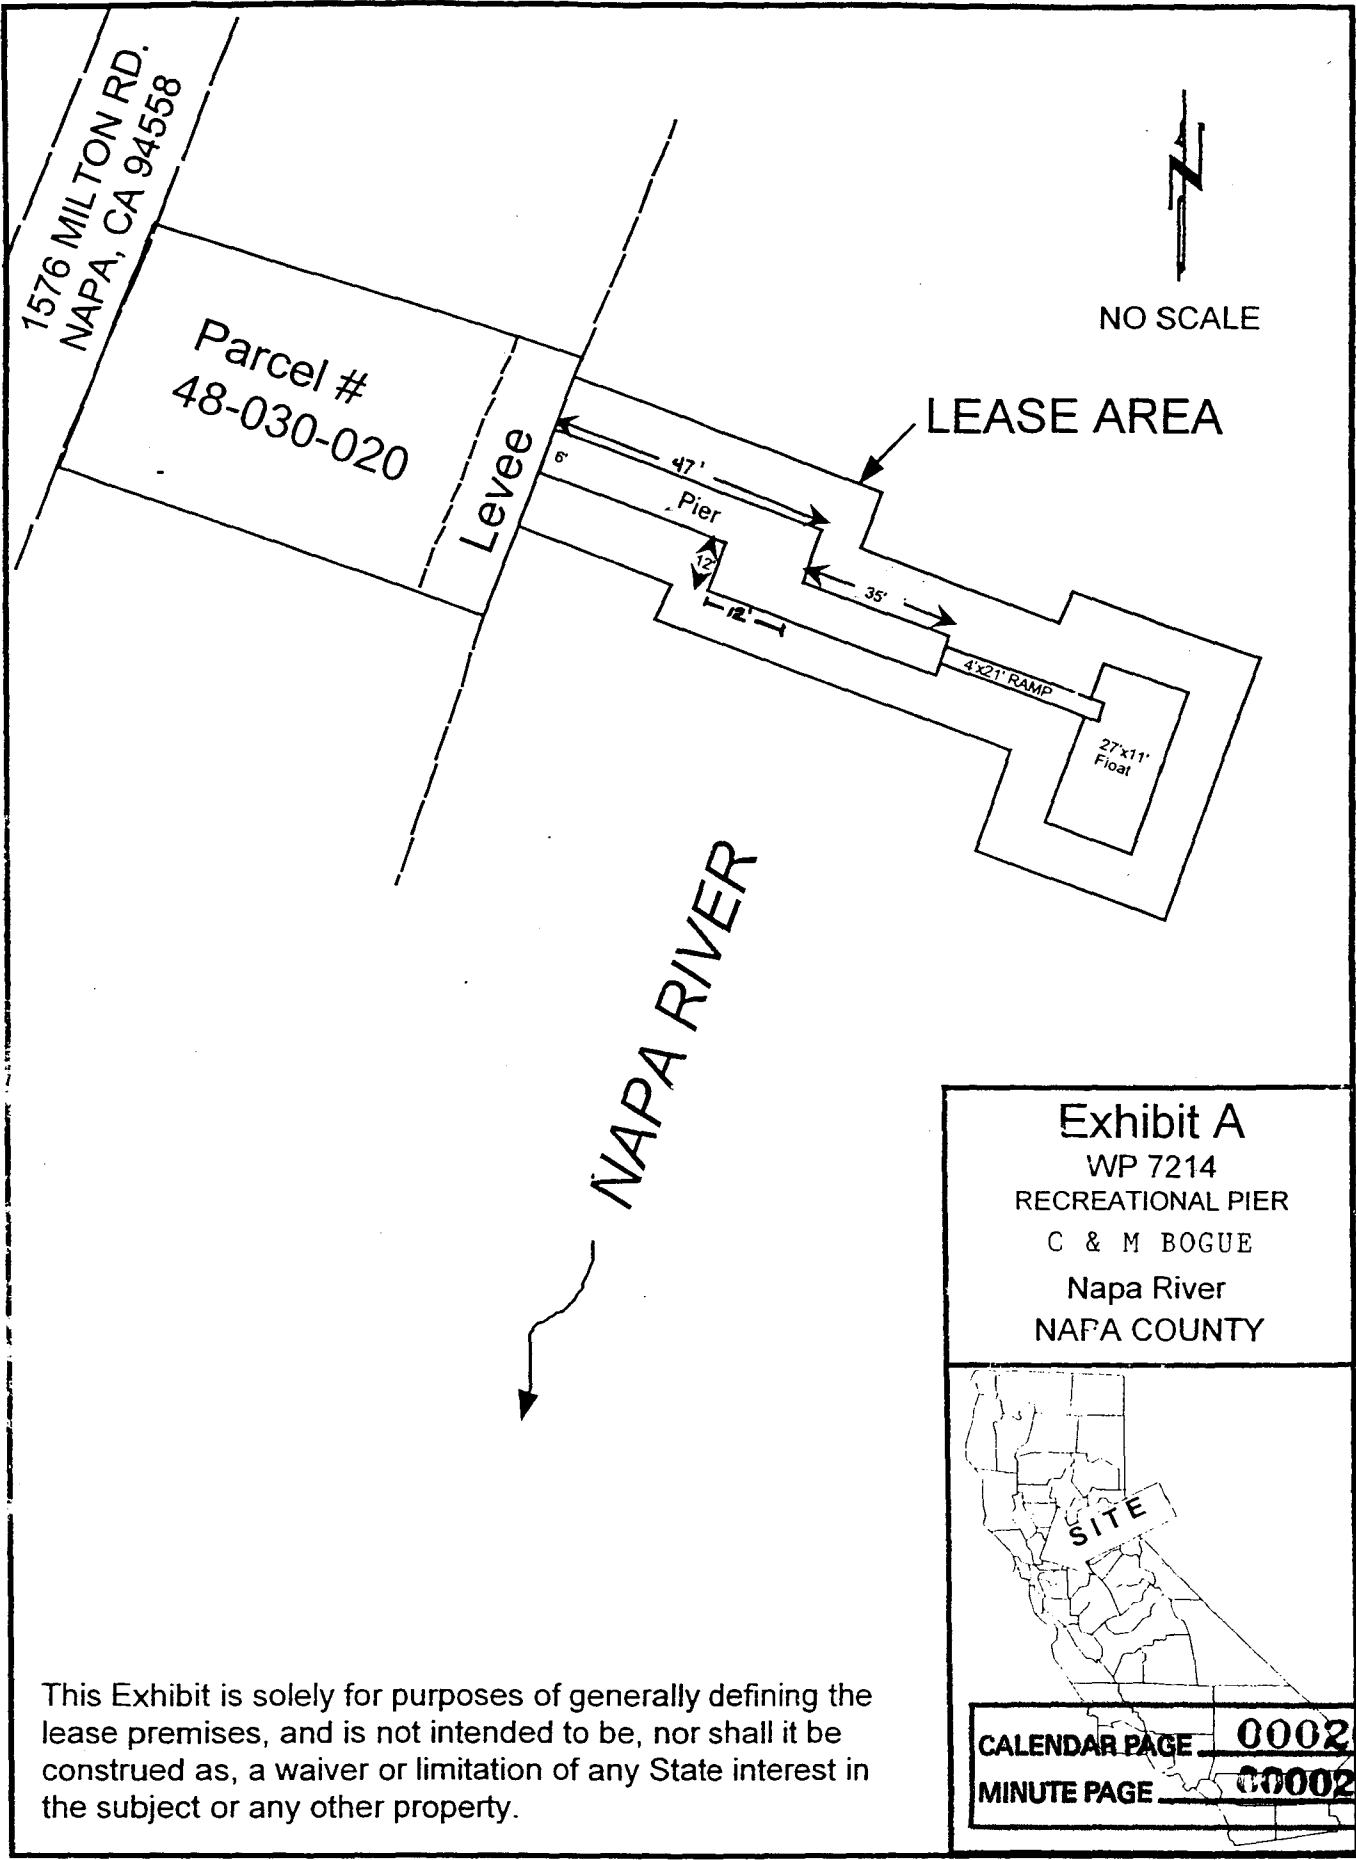 1576 MILTON RD.
NAPA, CA 94558
N
NO SCALE
Parcel #
48-030-020
LEASE AREA
Levee
6'
47'
Pier
12'
35'
12'
4'x21' RAMP
27'x11'
Float
NAPA RIVER
Exhibit A
WP 7214
RECREATIONAL PIER
C & M BOGUE
Napa River
NAPA COUNTY
SITE
This Exhibit is solely for purposes of generally defining the
lease premises, and is not intended to be, nor shall it be
construed as, a waiver or limitation of any State interest in
the subject or any other property.
CALENDAR PAGE 0002
MINUTE PAGE 00002